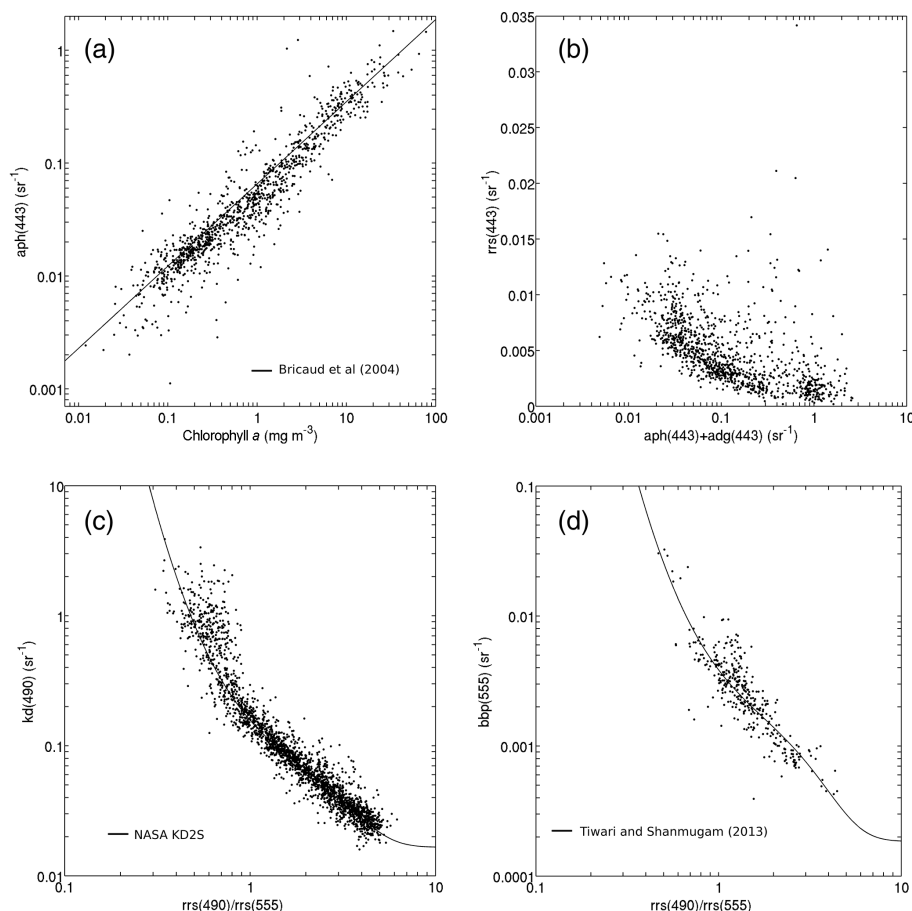 (a)
1
0.1
0.01
0.001
aph(443) (sr-1)
0.01 0.1 1 10 100
Chlorophyll a (mg m-3)
Bricaud et al (2004)
(b)
0.035
0.03
0.025
0.02
0.015
0.01
0.005
0
rrs(443) (sr-1)
0.001 0.01 0.1 1 10
aph(443)+adg(443) (sr-1)
(c)
10
1
0.1
0.01
kd(490) (sr-1)
NASA KD2S
0.1 1 10
rrs(490)/rrs(555)
(d)
0.1
0.01
0.001
0.0001
bbp(555) (sr-1)
Tiwari and Shanmugam (2013)
0.1 1 10
rrs(490)/rrs(555)